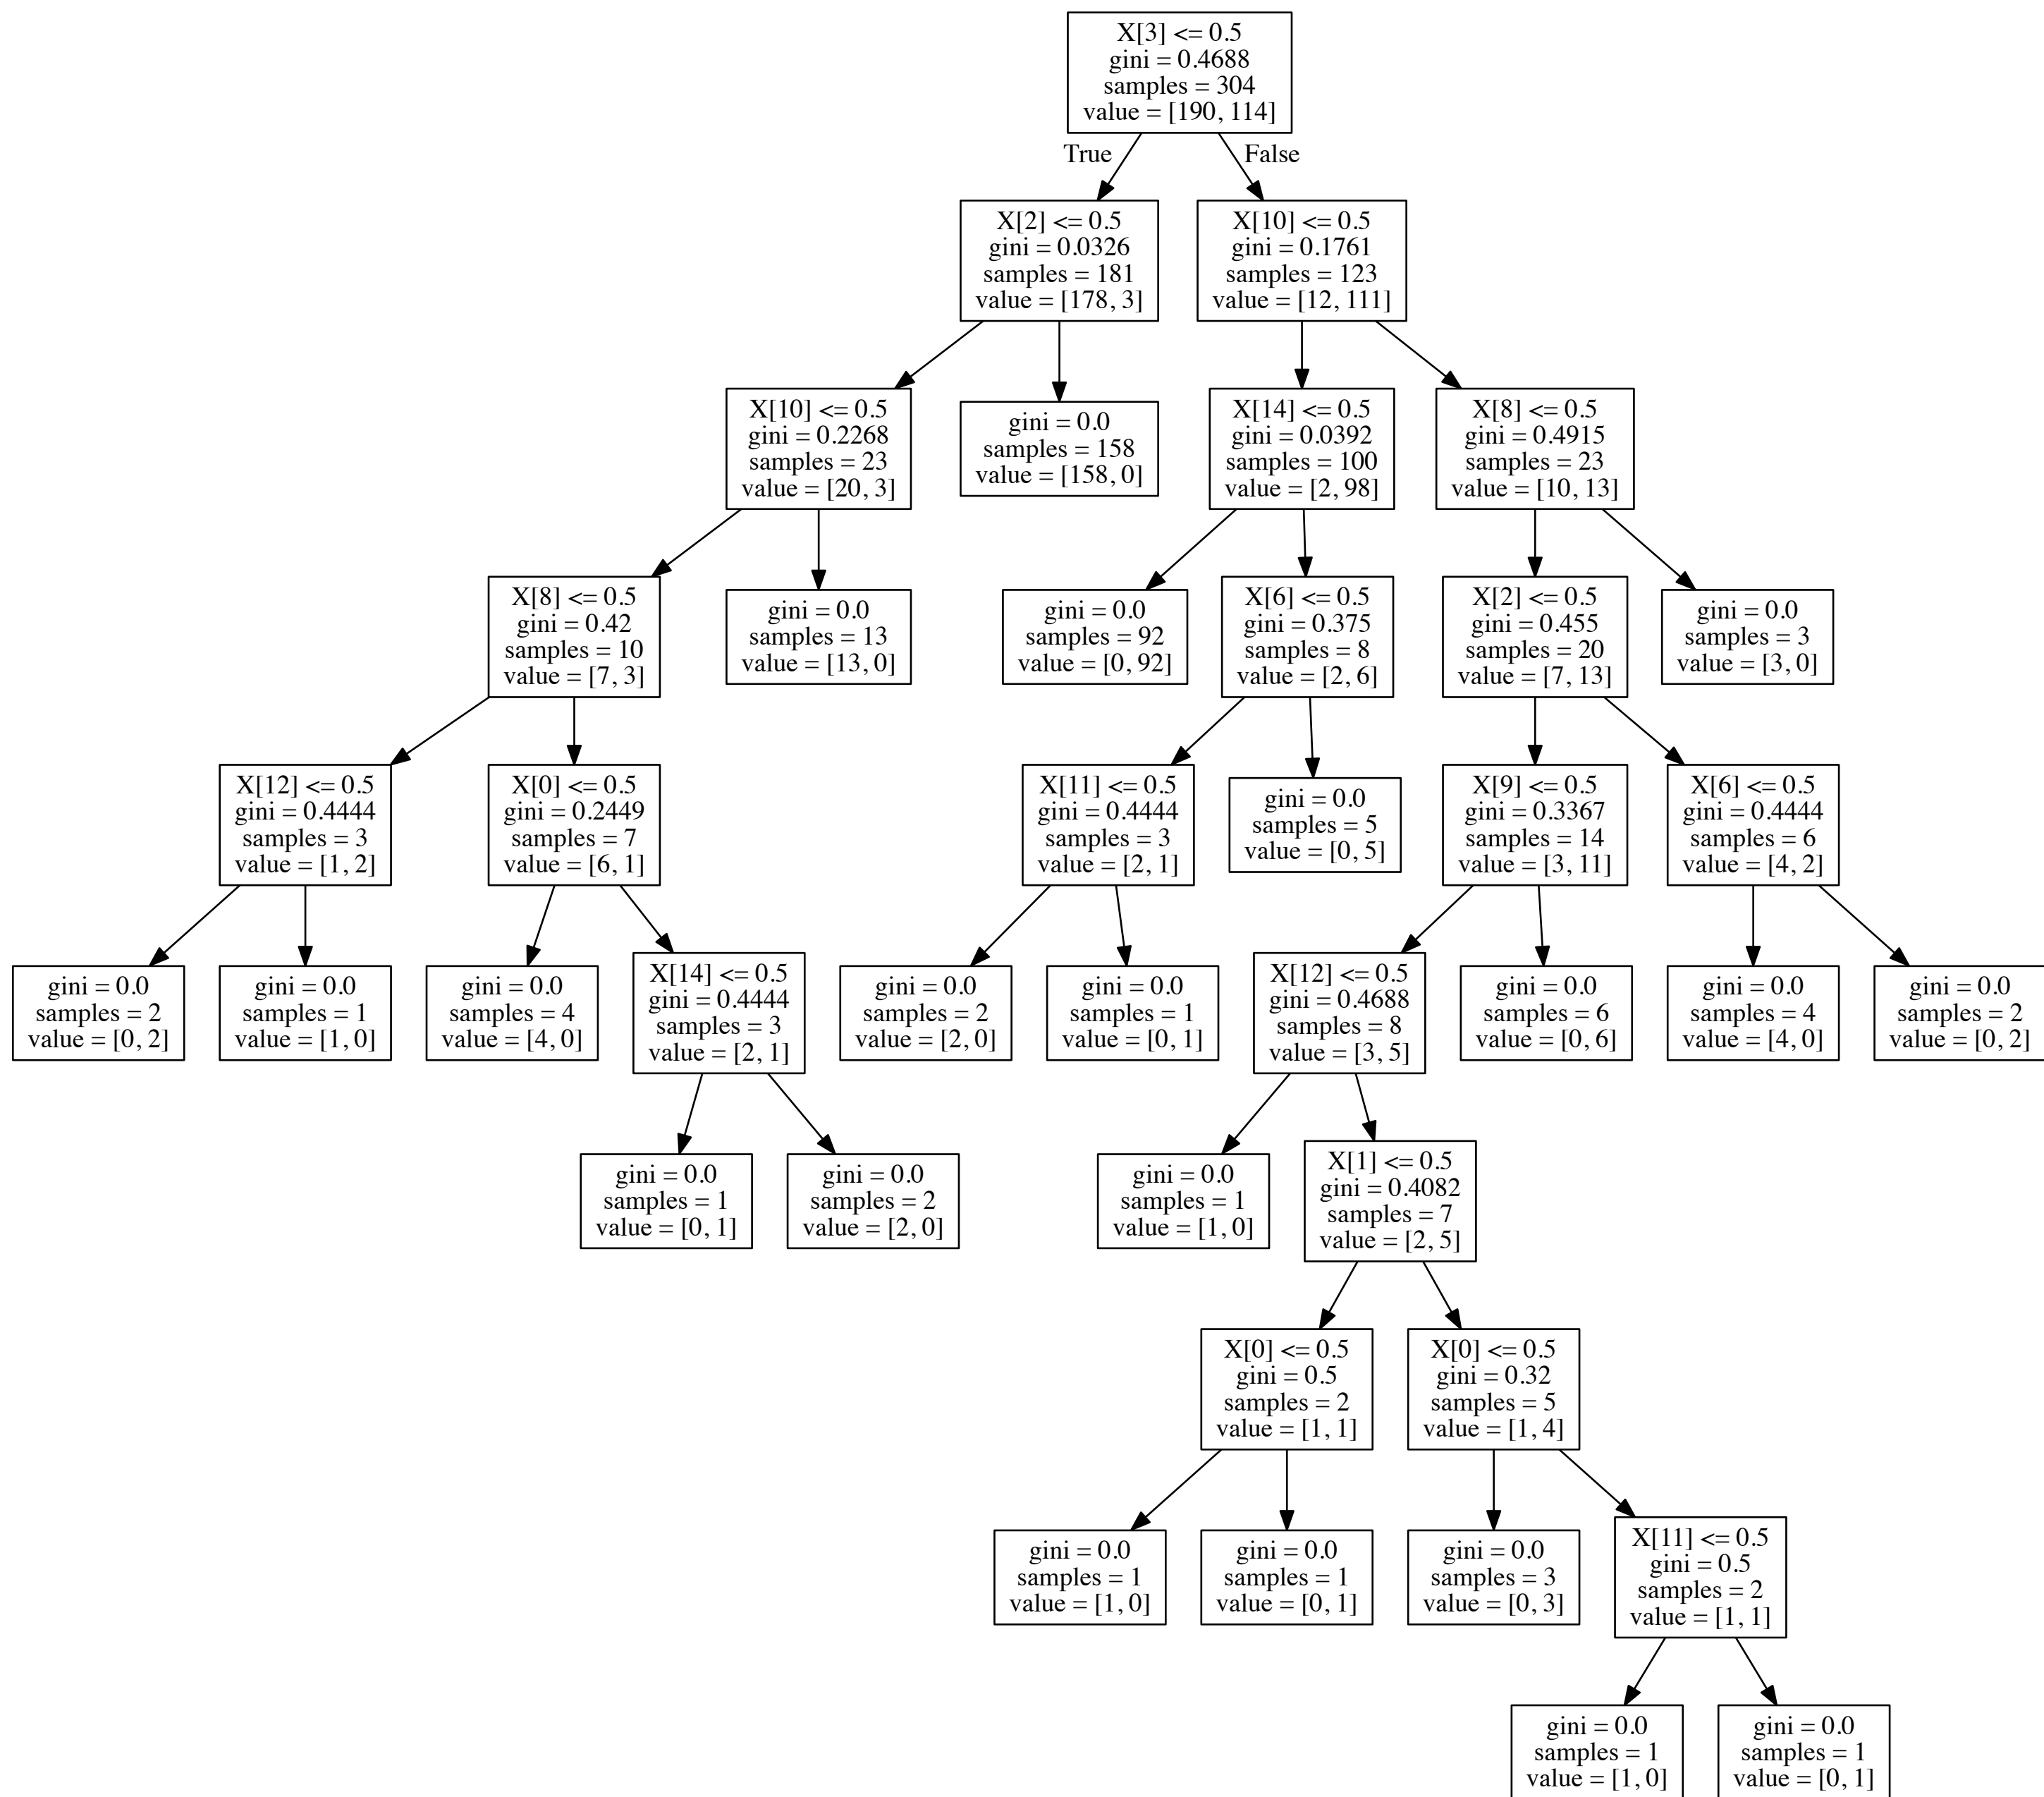 X[3] <= 0.5
gini = 0.4688
samples = 304
value = [190, 114]
True
False
X[2] <= 0.5
gini = 0.0326
samples = 181
value = [178, 3]
X[10] <= 0.5
gini = 0.1761
samples = 123
value = [12, 111]
X[10] <= 0.5
gini = 0.2268
samples = 23
value = [20, 3]
gini = 0.0
samples = 158
value = [158, 0]
X[14] <= 0.5
gini = 0.0392
samples = 100
value = [2, 98]
X[8] <= 0.5
gini = 0.4915
samples = 23
value = [10, 13]
X[8] <= 0.5
gini = 0.42
samples = 10
value = [7, 3]
gini = 0.0
samples = 13
value = [13, 0]
gini = 0.0
samples = 92
value = [0, 92]
X[6] <= 0.5
gini = 0.375
samples = 8
value = [2, 6]
X[2] <= 0.5
gini = 0.455
samples = 20
value = [7, 13]
gini = 0.0
samples = 3
value = [3, 0]
X[12] <= 0.5
gini = 0.4444
samples = 3
value = [1, 2]
X[0] <= 0.5
gini = 0.2449
samples = 7
value = [6, 1]
X[11] <= 0.5
gini = 0.4444
samples = 3
value = [2, 1]
gini = 0.0
samples = 5
value = [0, 5]
X[9] <= 0.5
gini = 0.3367
samples = 14
value = [3, 11]
X[6] <= 0.5
gini = 0.4444
samples = 6
value = [4, 2]
gini = 0.0
samples = 2
value = [0, 2]
gini = 0.0
samples = 1
value = [1, 0]
gini = 0.0
samples = 4
value = [4, 0]
X[14] <= 0.5
gini = 0.4444
samples = 3
value = [2, 1]
gini = 0.0
samples = 2
value = [2, 0]
gini = 0.0
samples = 1
value = [0, 1]
X[12] <= 0.5
gini = 0.4688
samples = 8
value = [3, 5]
gini = 0.0
samples = 6
value = [0, 6]
gini = 0.0
samples = 4
value = [4, 0]
gini = 0.0
samples = 2
value = [0, 2]
gini = 0.0
samples = 1
value = [0, 1]
gini = 0.0
samples = 2
value = [2, 0]
gini = 0.0
samples = 1
value = [1, 0]
X[1] <= 0.5
gini = 0.4082
samples = 7
value = [2, 5]
X[0] <= 0.5
gini = 0.5
samples = 2
value = [1, 1]
X[0] <= 0.5
gini = 0.32
samples = 5
value = [1, 4]
gini = 0.0
samples = 1
value = [1, 0]
gini = 0.0
samples = 1
value = [0, 1]
gini = 0.0
samples = 3
value = [0, 3]
X[11] <= 0.5
gini = 0.5
samples = 2
value = [1, 1]
gini = 0.0
samples = 1
value = [1, 0]
gini = 0.0
samples = 1
value = [0, 1]